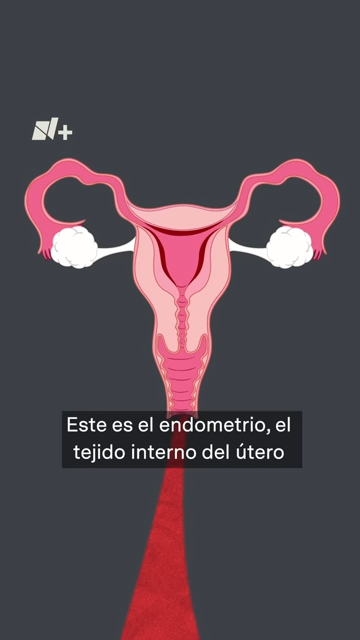 N+
Este es el endometrio, el
tejido interno del útero